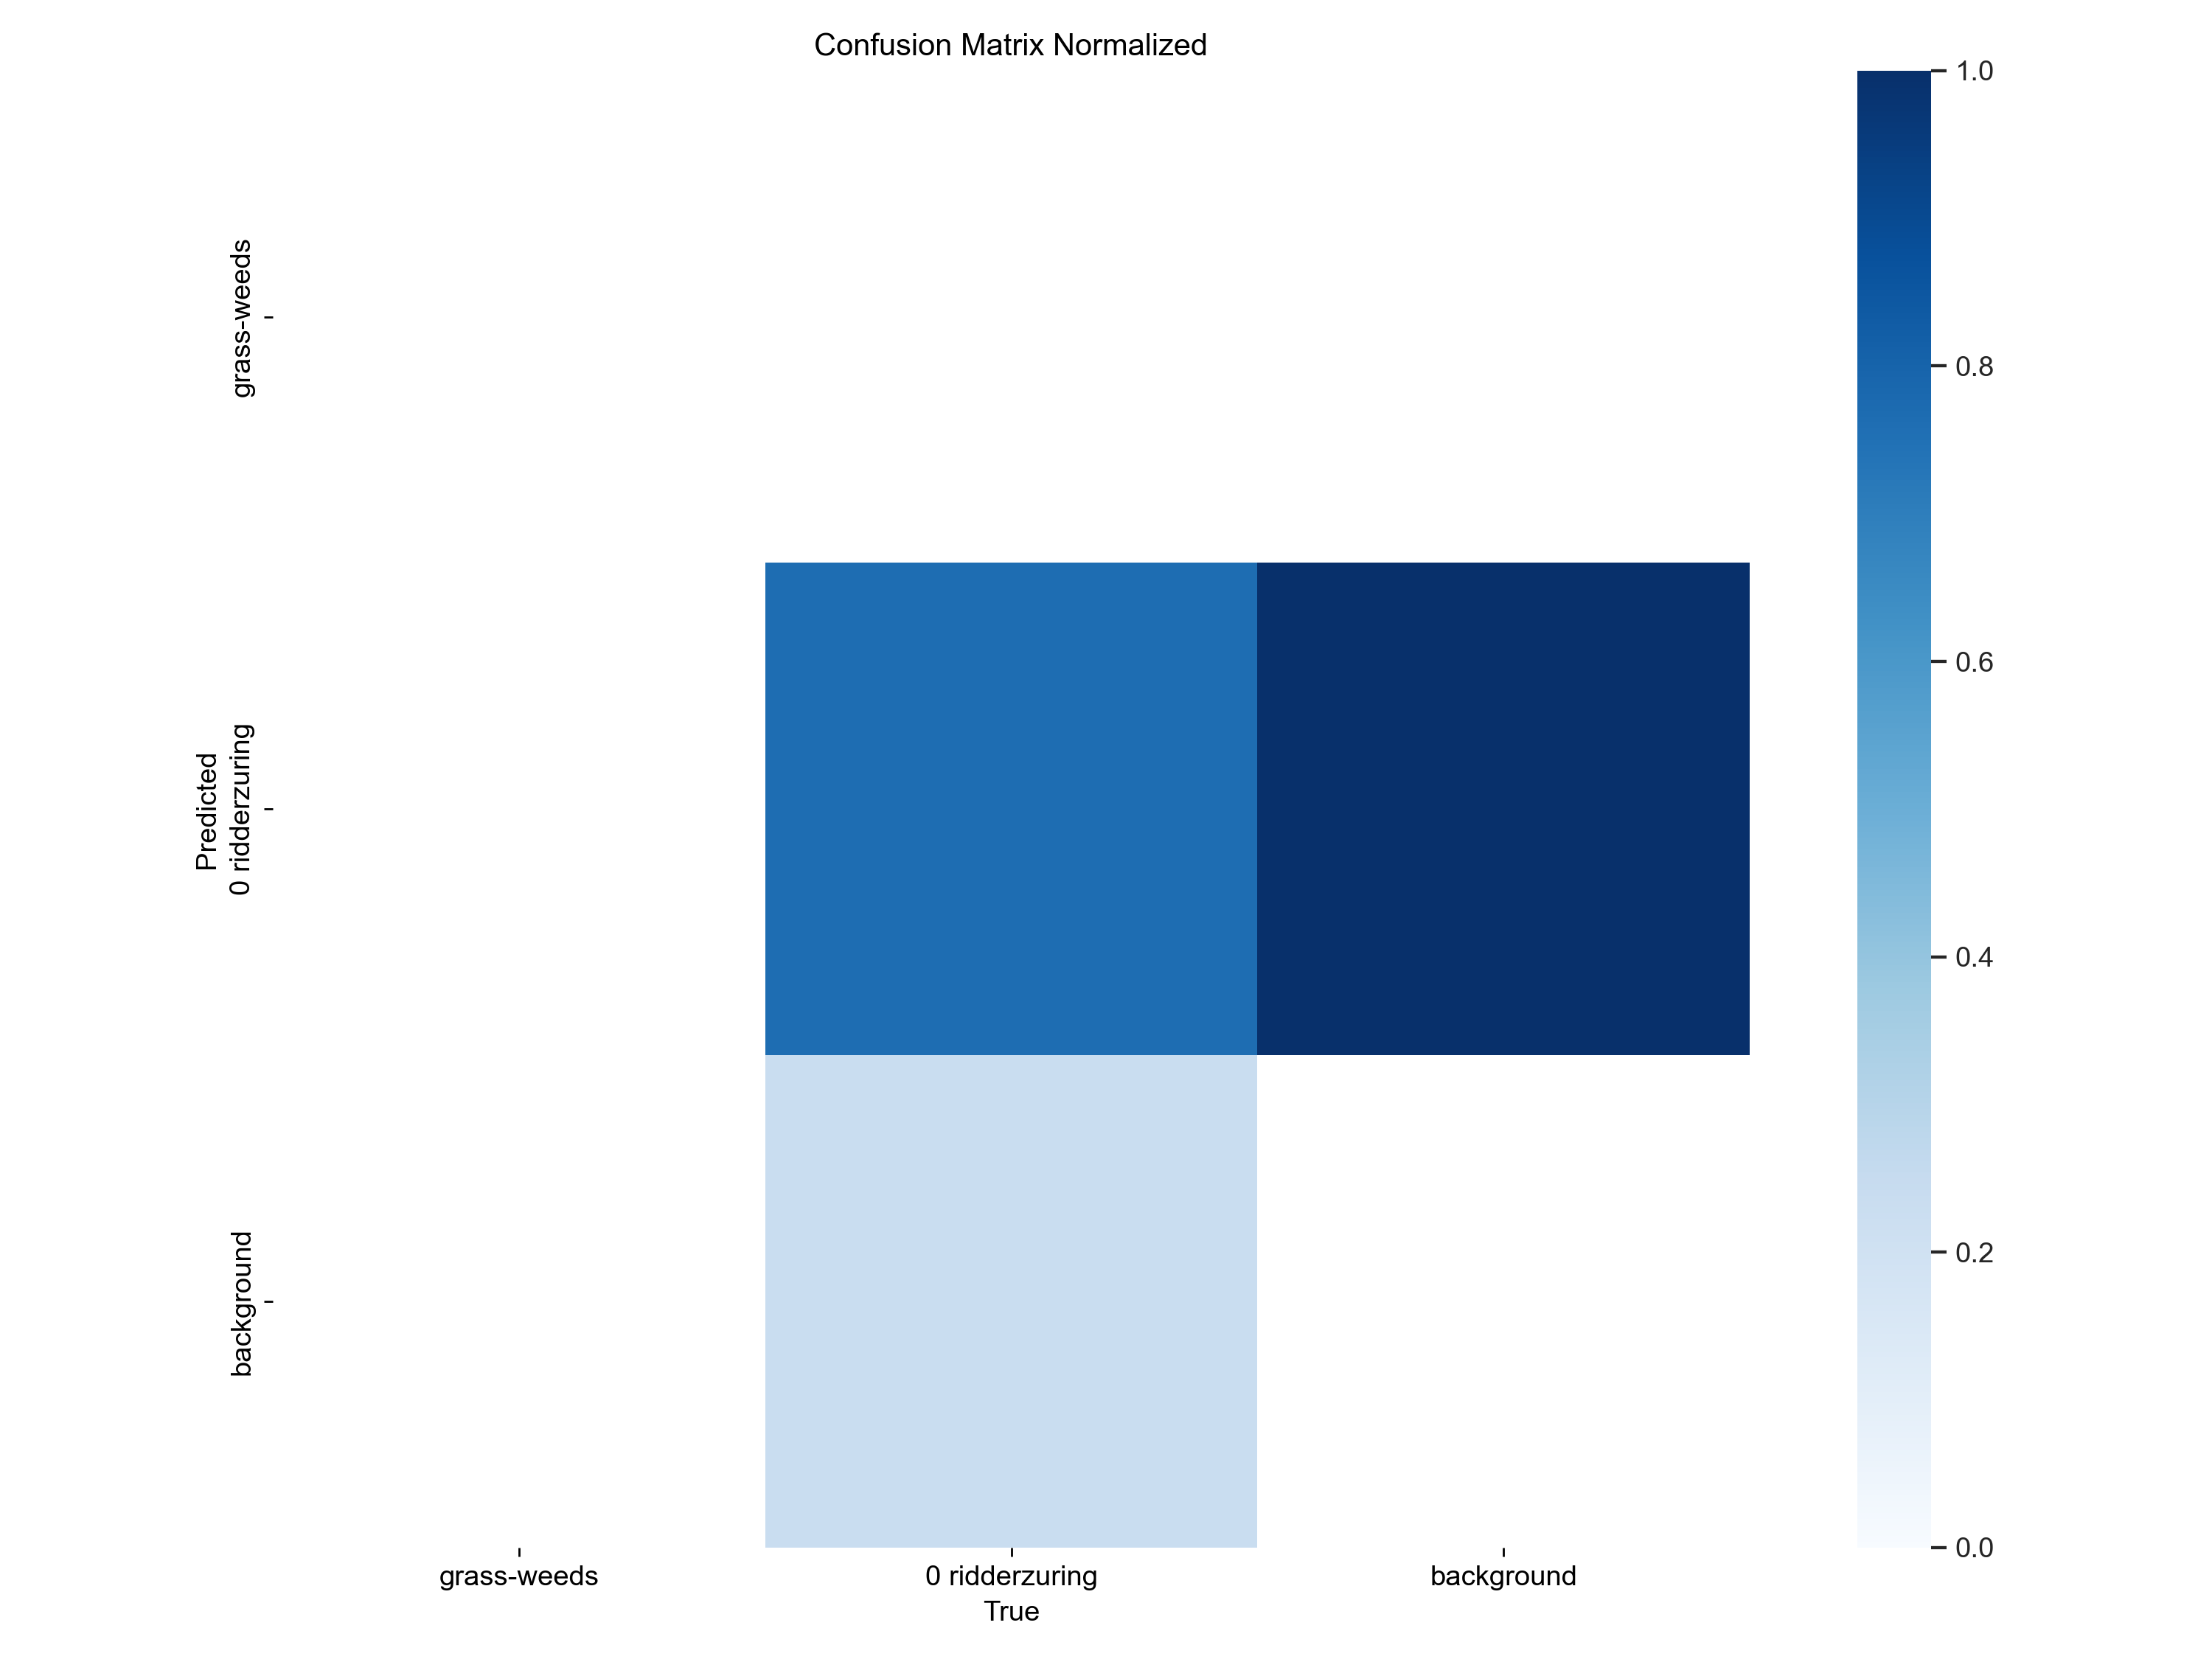 Confusion Matrix Normalized
1.0
0.8
0.6
0.4
0.2
0.0
Predicted
grass-weeds
0 ridderzuring
background
grass-weeds
0 ridderzuring
background
True